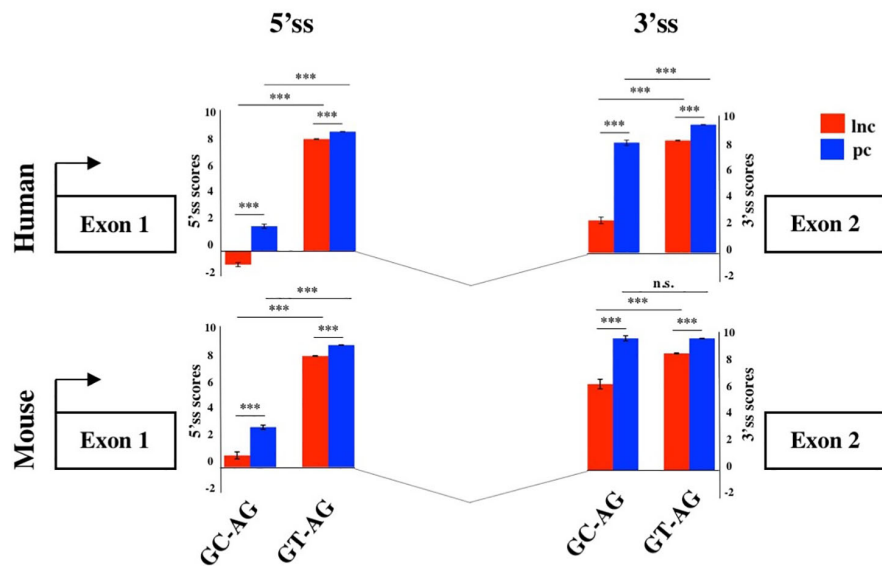 5’ss 3’ss
*** ***
*** ***
*** *** *** ***
*** ***
lnc
pc
Human
Exon 1
5’ss scores
10
8
6
4
2
0
-2
10
8
6
4
2
0
-2
3’ss scores
Exon 2
*** n.s.
*** ***
*** *** *** ***
***
Mouse
Exon 1
5’ss scores
10
8
6
4
2
0
-2
10
8
6
4
2
0
-2
3’ss scores
Exon 2
GC-AG GT-AG GC-AG GT-AG